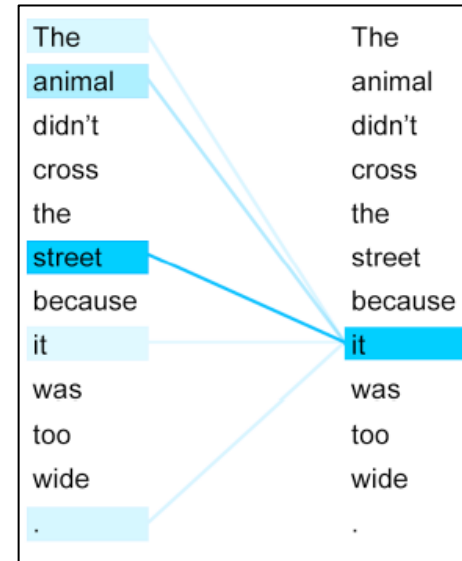 The
animal
didn't
cross
the
street
because
it
was
too
wide
.
The
animal
didn't
cross
the
street
because
it
was
too
wide
.